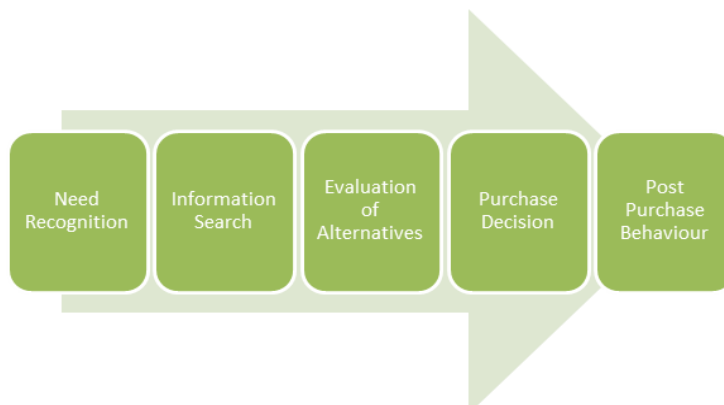 Need
Recognition
Information
Search
Evaluation
of
Alternatives
Purchase
Decision
Post
Purchase
Behaviour